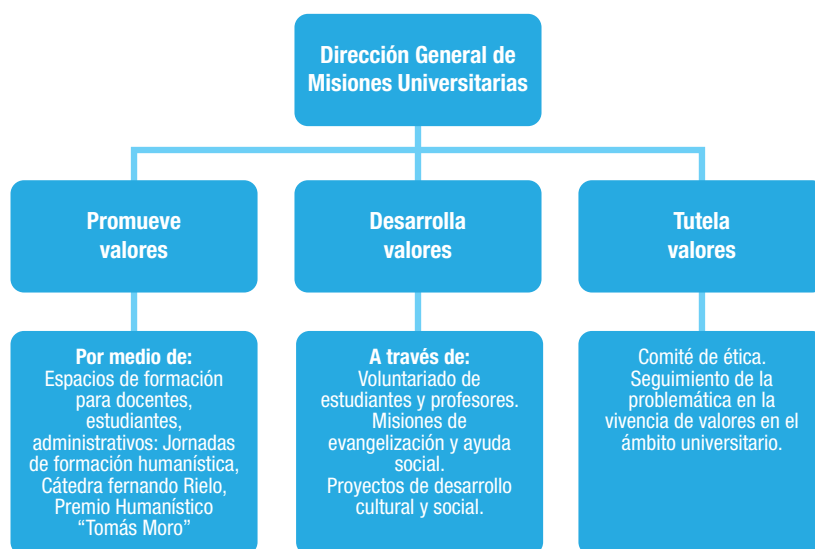 Dirección General de
Misiones Universitarias
Promueve
valores
Desarrolla
valores
Tutela
valores
Por medio de:
Espacios de formación
para docentes,
estudiantes,
administrativos: Jornadas
de formación humanística,
Cátedra fernando Rielo,
Premio Humanístico
“Tomás Moro”
A través de:
Voluntariado de
estudiantes y profesores.
Misiones de
evangelización y ayuda
social.
Proyectos de desarrollo
cultural y social.
Comité de ética.
Seguimiento de la
problemática en la
vivencia de valores en el
ámbito universitario.